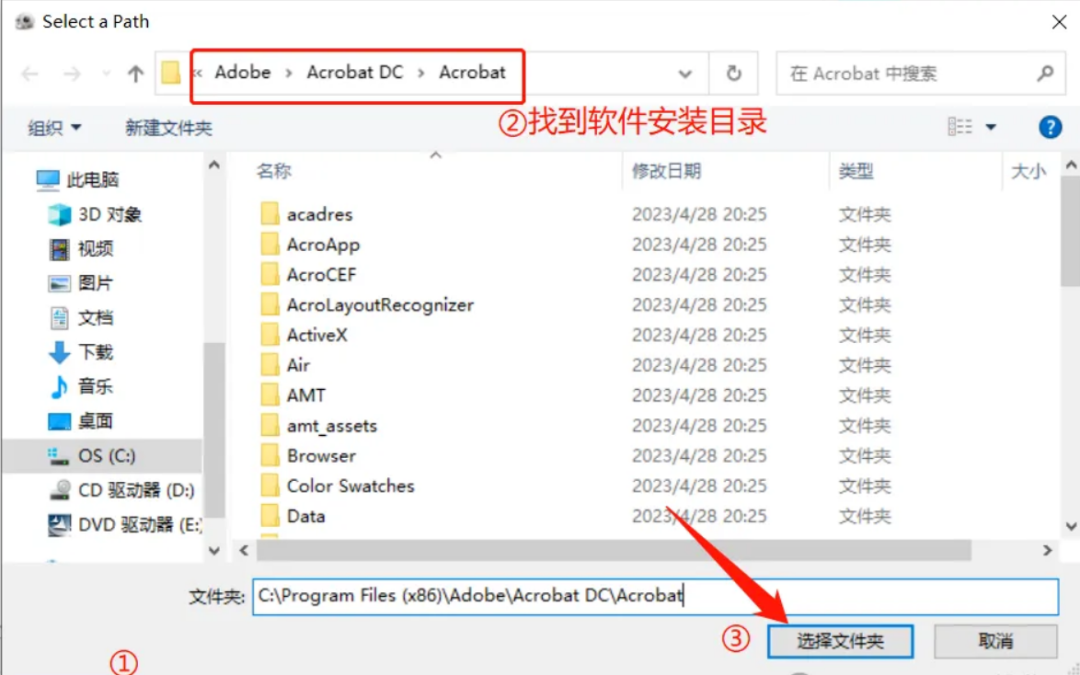 Select a Path
« Adobe › Acrobat DC › Acrobat
在 Acrobat 中搜索
②找到软件安装目录
组织
新建文件夹
名称 修改日期 类型 大小
此电脑
3D 对象
视频
图片
文档
下载
音乐
桌面
OS (C:)
CD 驱动器 (D:)
DVD 驱动器 (E:)
acadres 2023/4/28 20:25 文件夹
AcroApp 2023/4/28 20:25 文件夹
AcroCEF 2023/4/28 20:25 文件夹
AcroLayoutRecognizer 2023/4/28 20:25 文件夹
ActiveX 2023/4/28 20:25 文件夹
Air 2023/4/28 20:25 文件夹
AMT 2023/4/28 20:25 文件夹
amt_assets 2023/4/28 20:25 文件夹
Browser 2023/4/28 20:25 文件夹
Color Swatches 2023/4/28 20:25 文件夹
Data 2023/4/28 20:25 文件夹
文件夹: C:\Program Files (x86)\Adobe\Acrobat DC\Acrobat
③ 选择文件夹 取消
①